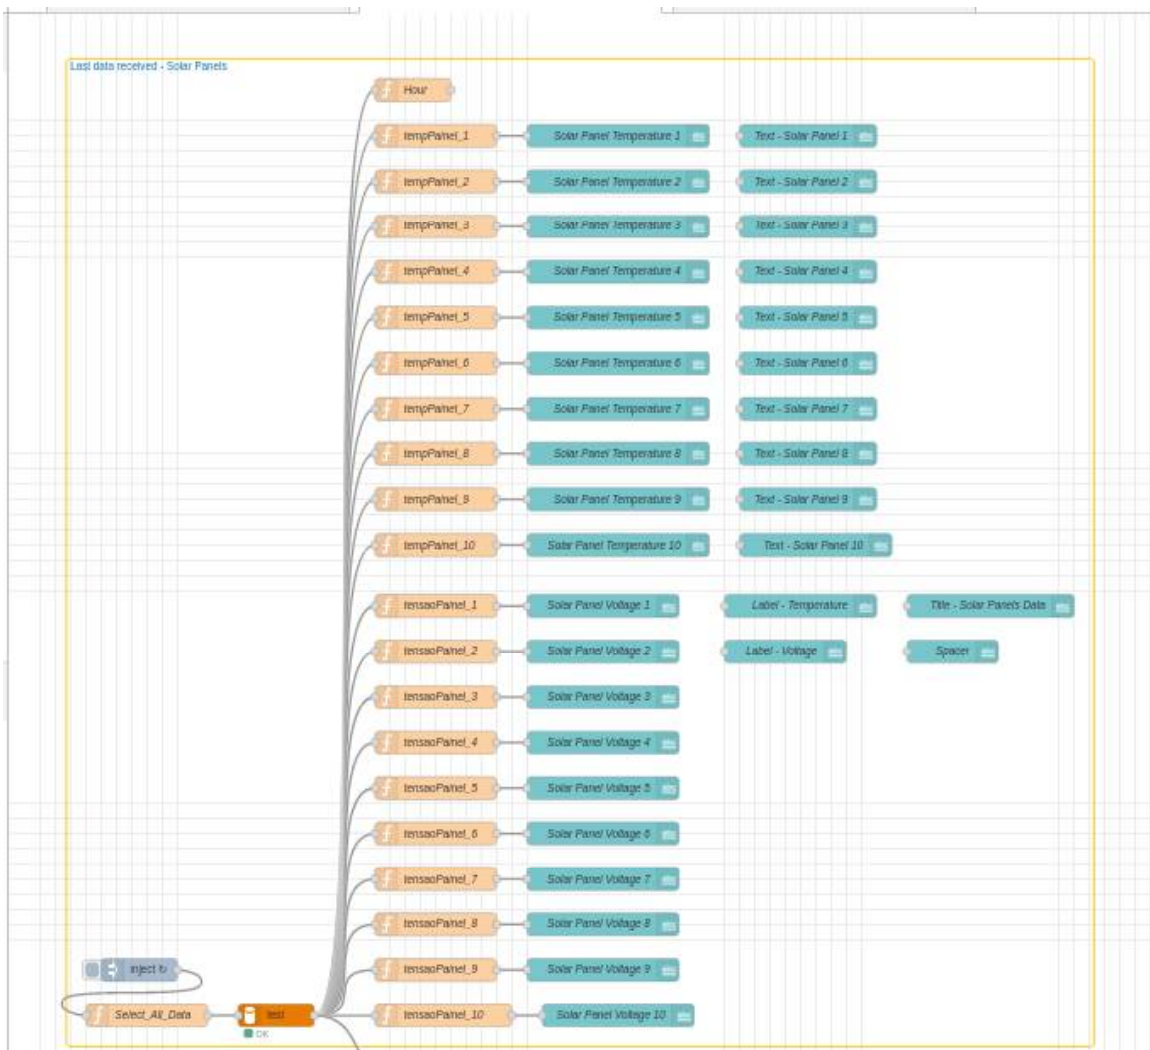 Last data received - Solar Panels
Hour
tempPainel_1 Solar Panel Temperature 1 Text - Solar Panel 1
tempPainel_2 Solar Panel Temperature 2 Text - Solar Panel 2
tempPainel_3 Solar Panel Temperature 3 Text - Solar Panel 3
tempPainel_4 Solar Panel Temperature 4 Text - Solar Panel 4
tempPainel_5 Solar Panel Temperature 5 Text - Solar Panel 5
tempPainel_6 Solar Panel Temperature 6 Text - Solar Panel 6
tempPainel_7 Solar Panel Temperature 7 Text - Solar Panel 7
tempPainel_8 Solar Panel Temperature 8 Text - Solar Panel 8
tempPainel_9 Solar Panel Temperature 9 Text - Solar Panel 9
tempPainel_10 Solar Panel Temperature 10 Text - Solar Panel 10
tensaoPainel_1 Solar Panel Voltage 1 Label - Temperature Title - Solar Panels Data
tensaoPainel_2 Solar Panel Voltage 2 Label - Voltage Spacer
tensaoPainel_3 Solar Panel Voltage 3
tensaoPainel_4 Solar Panel Voltage 4
tensaoPainel_5 Solar Panel Voltage 5
tensaoPainel_6 Solar Panel Voltage 6
tensaoPainel_7 Solar Panel Voltage 7
tensaoPainel_8 Solar Panel Voltage 8
inject ↻ tensaoPainel_9 Solar Panel Voltage 9
Select_All_Data test tensaoPainel_10 Solar Panel Voltage 10
OK